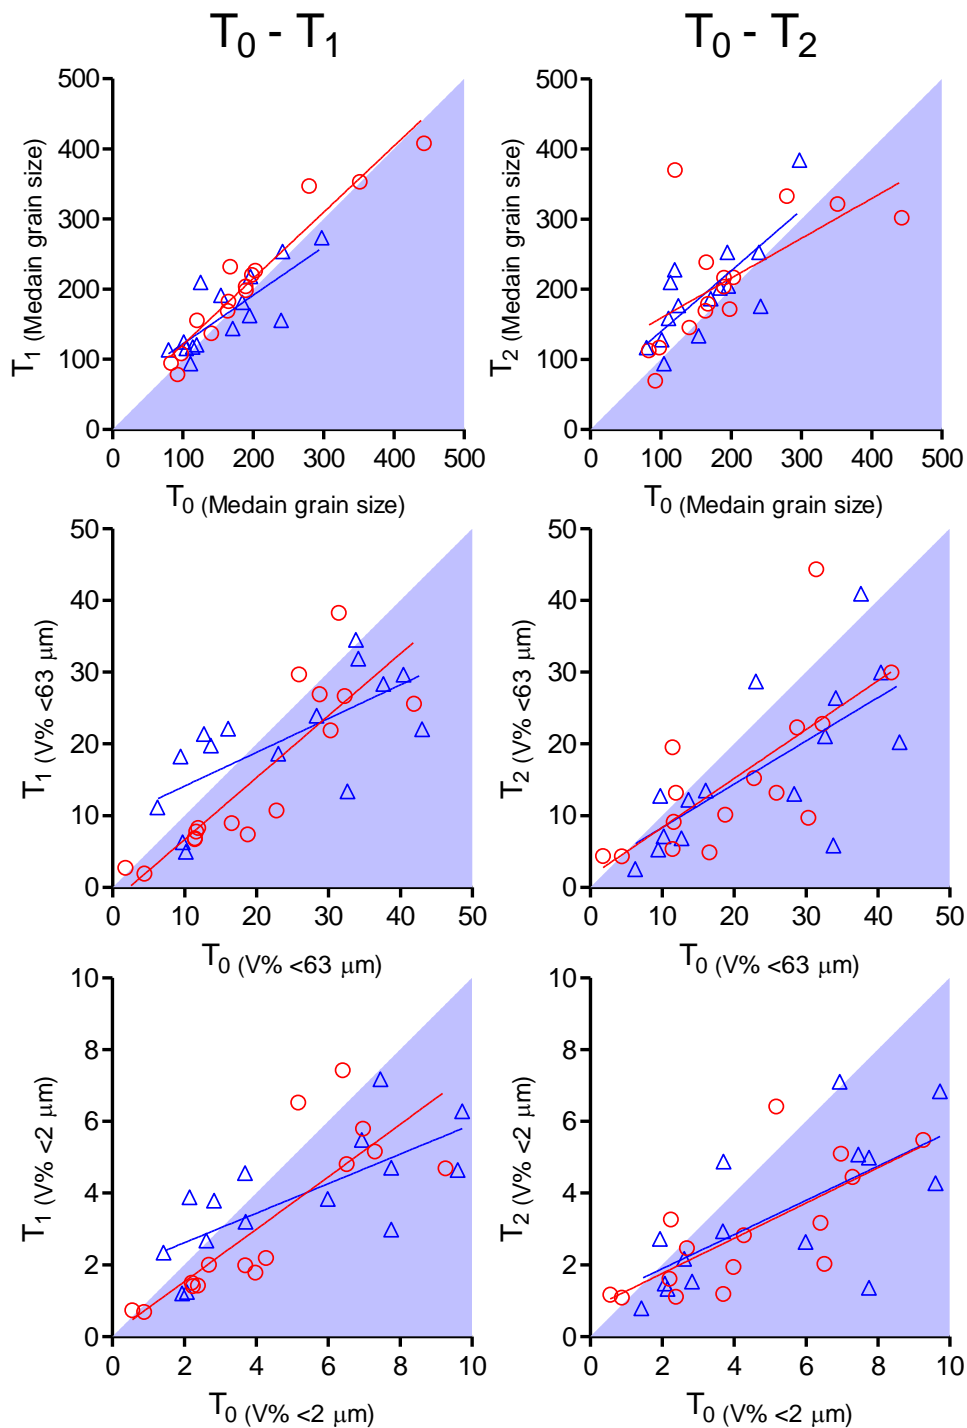 T0 - T1
T0 - T2
500
400
300
200
100
0
T1 (Medain grain size)
0 100 200 300 400 500
T0 (Medain grain size)
500
400
300
200
100
0
T2 (Medain grain size)
0 100 200 300 400 500
T0 (Medain grain size)
50
40
30
20
10
0
T1 (V% <63 µm)
0 10 20 30 40 50
T0 (V% <63 µm)
50
40
30
20
10
0
T2 (V% <63 µm)
0 10 20 30 40 50
T0 (V% <63 µm)
10
8
6
4
2
0
T1 (V% <2 µm)
0 2 4 6 8 10
T0 (V% <2 µm)
10
8
6
4
2
0
T2 (V% <2 µm)
0 2 4 6 8 10
T0 (V% <2 µm)